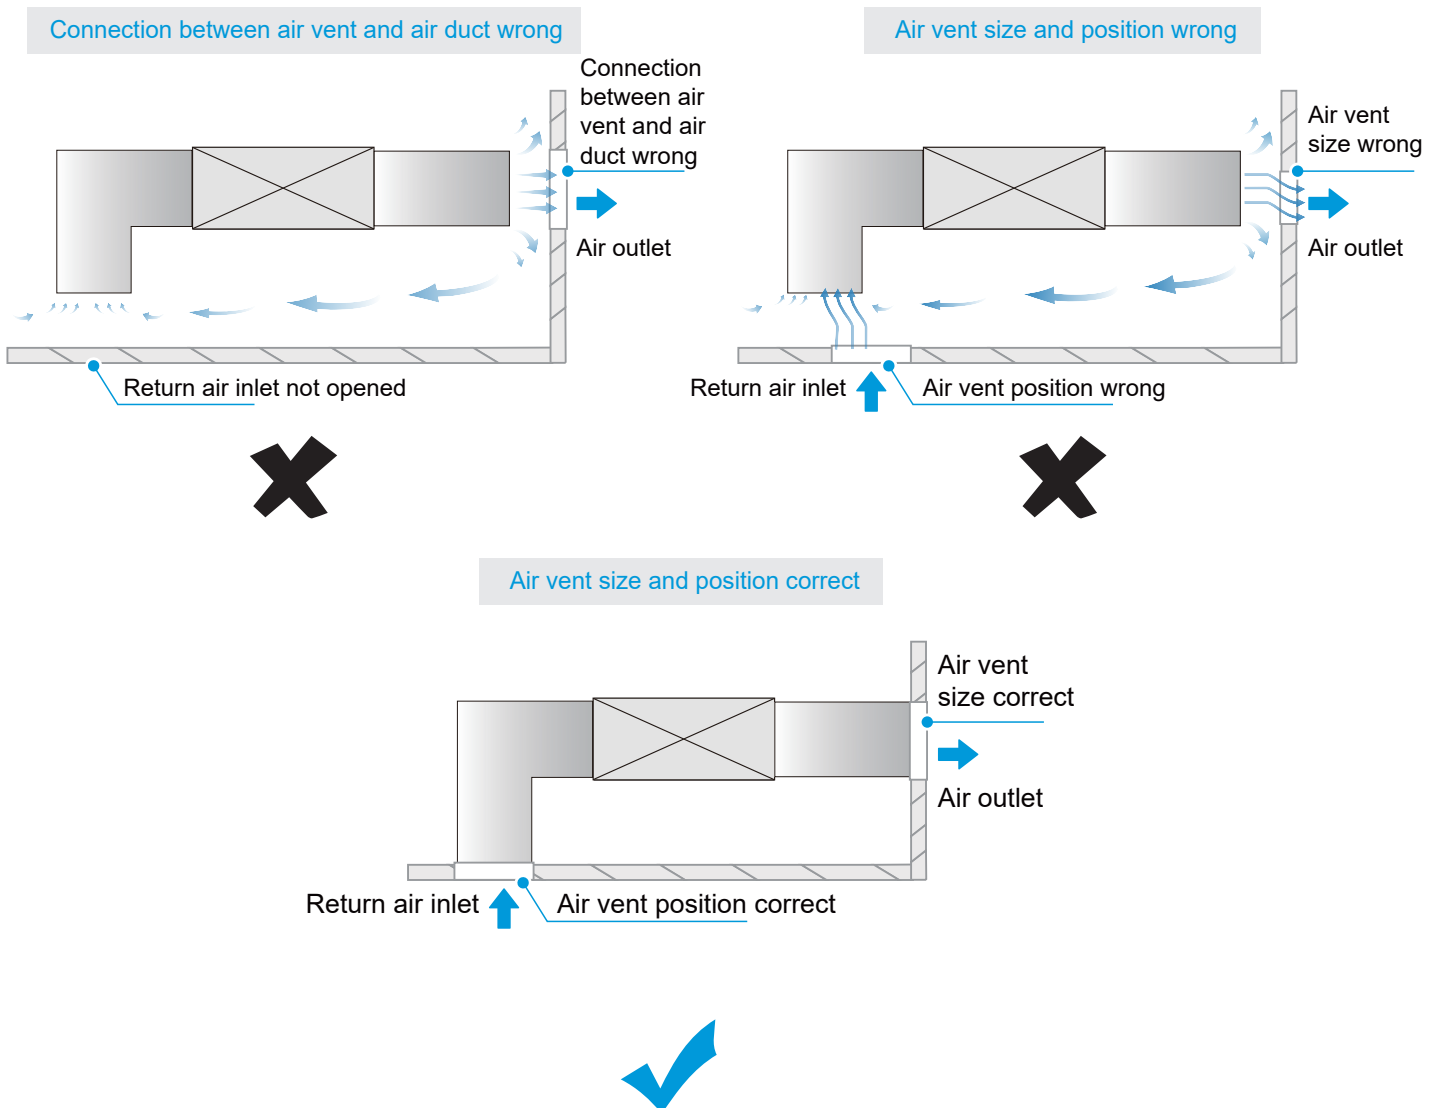 Connection between air vent and air duct wrong
Connection
between air
vent and air
duct wrong
Air outlet
Return air inlet not opened
Air vent size and position wrong
Air vent
size wrong
Air outlet
Return air inlet
Air vent position wrong
Air vent size and position correct
Air vent
size correct
Air outlet
Return air inlet
Air vent position correct